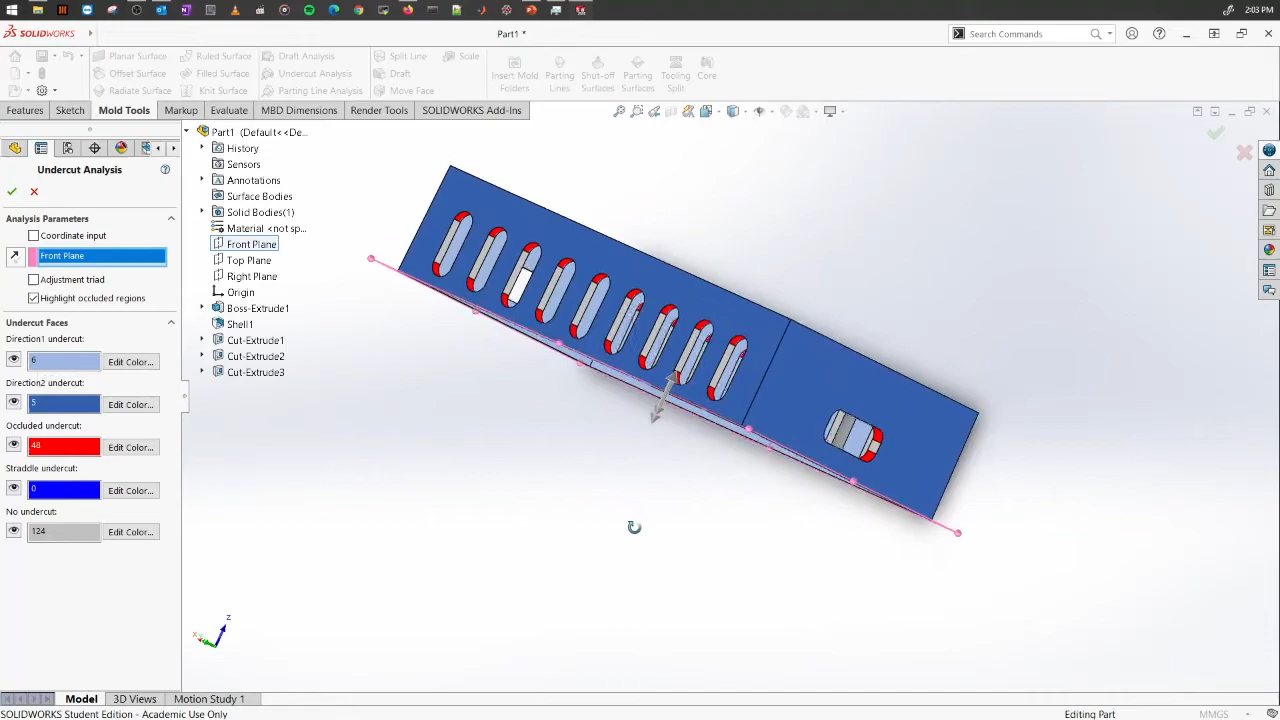 2:03 PM
SOLIDWORKS
Part1 *
Search Commands
Planar Surface
Ruled Surface
Draft Analysis
Split Line
Scale
Offset Surface
Filled Surface
Undercut Analysis
Draft
Radiate Surface
Knit Surface
Parting Line Analysis
Move Face
Insert Mold Folders
Parting Lines
Shut-off Surfaces
Parting Surfaces
Tooling Split
Core
Features Sketch Mold Tools Markup Evaluate MBD Dimensions Render Tools SOLIDWORKS Add-Ins
Undercut Analysis
Analysis Parameters
Coordinate input
Front Plane
Adjustment triad
Highlight occluded regions
Undercut Faces
Direction1 undercut:
6 Edit Color...
Direction2 undercut:
5 Edit Color...
Occluded undercut:
48 Edit Color...
Straddle undercut:
0 Edit Color...
No undercut:
124 Edit Color...
Part1 (Default<<De...
History
Sensors
Annotations
Surface Bodies
Solid Bodies(1)
Material <not sp...
Front Plane
Top Plane
Right Plane
Origin
Boss-Extrude1
Shell1
Cut-Extrude1
Cut-Extrude2
Cut-Extrude3
Z
Model 3D Views Motion Study 1
SOLIDWORKS Student Edition - Academic Use Only
Editing Part
MMGS